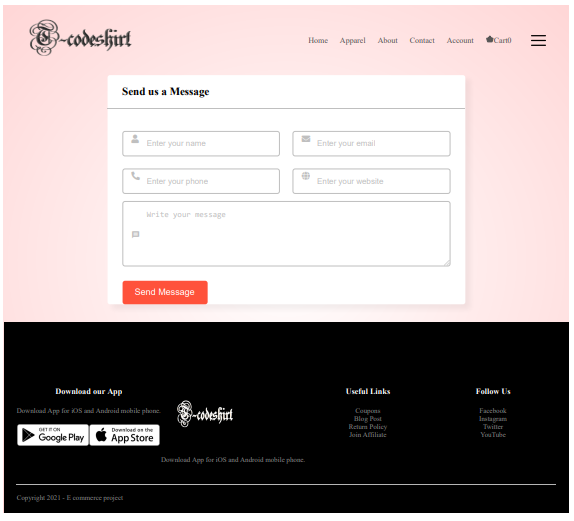 T-codeshirt
Home Apparel About Contact Account Cart0
Send us a Message
Enter your name
Enter your email
Enter your phone
Enter your website
Write your message
Send Message
Download our App
Download App for iOS and Android mobile phone.
GET IT ON
Google Play
Download on the
App Store
T-codeshirt
Download App for iOS and Android mobile phone.
Useful Links
Coupons
Blog Post
Return Policy
Join Affiliate
Follow Us
Facebook
Instagram
Twitter
YouTube
Copyright 2021 - E commerce project